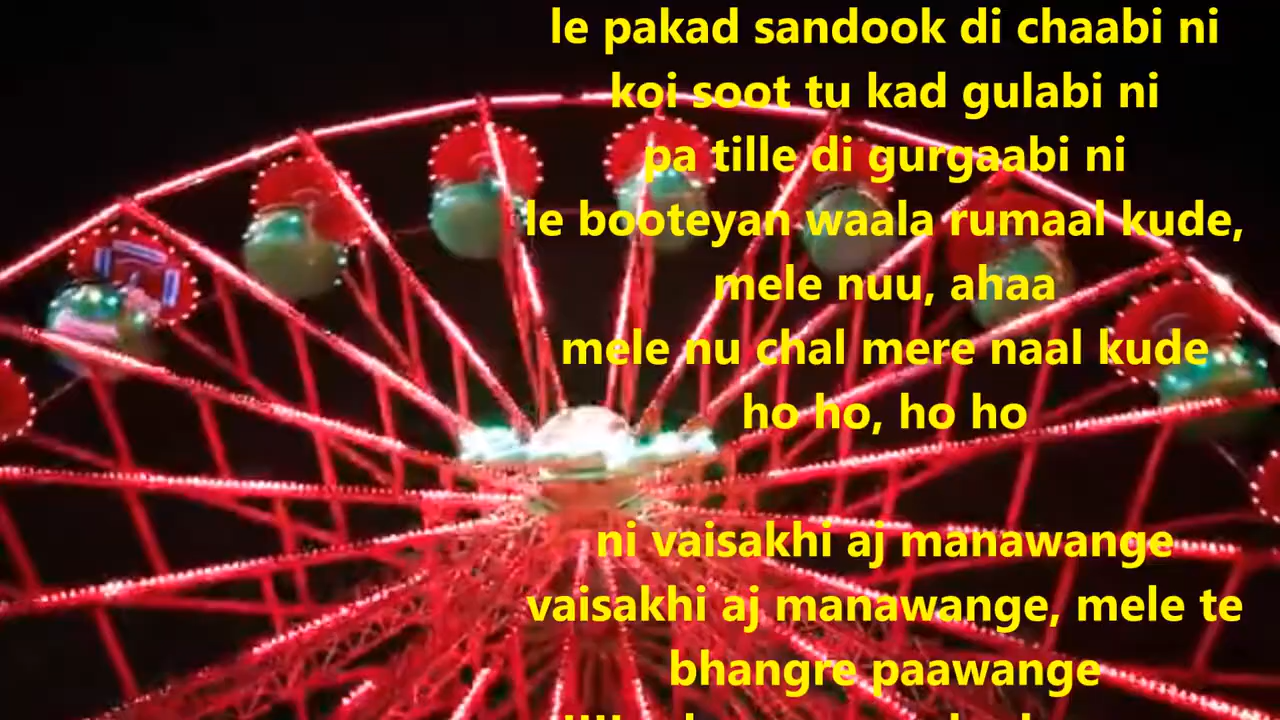 le pakad sandook di chaabi ni
koi soot tu kad gulabi ni
pa tille di gurgaabi ni
le booteyan waala rumaal kude,
mele nuu, ahaa
mele nu chal mere naal kude
ho ho, ho ho
ni vaisakhi aj manawange
vaisakhi aj manawange, mele te
bhangre paawange